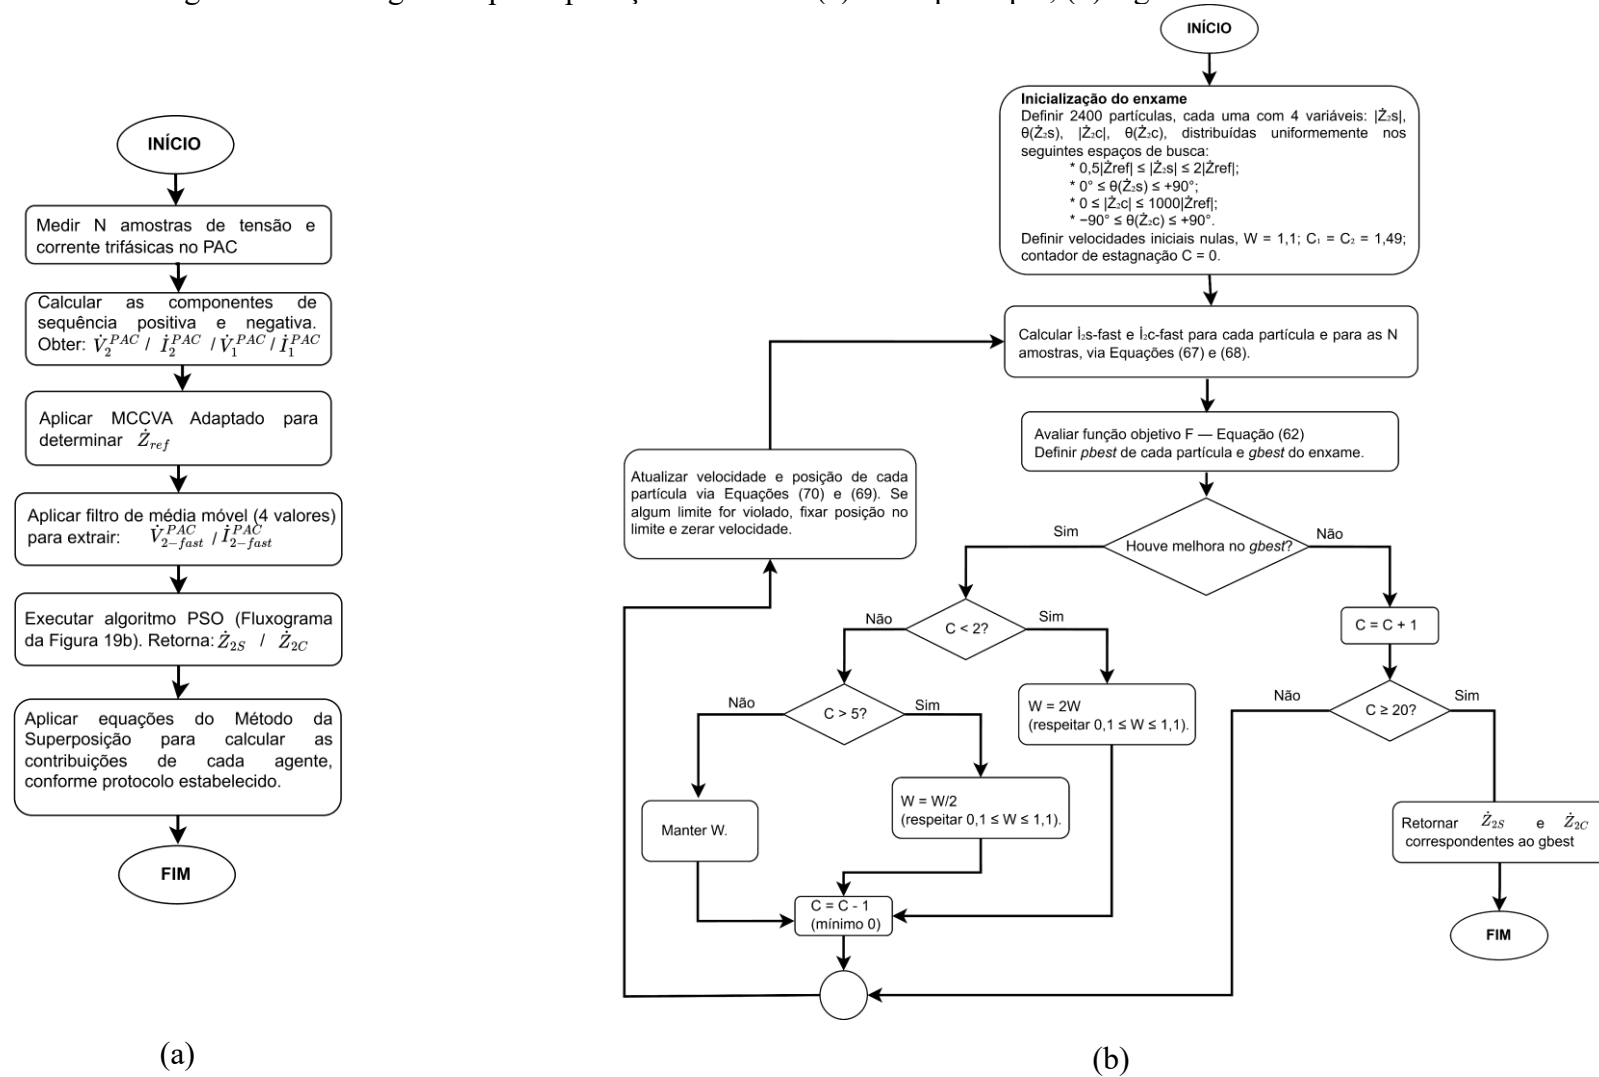 INÍCIO
Medir N amostras de tensão e
corrente trifásicas no PAC
Calcular as componentes de
sequência positiva e negativa.
Obter: V̇₂^PAC / İ₂^PAC / V̇₁^PAC / İ₁^PAC
Aplicar MCCVA Adaptado para
determinar Ż_ref
Aplicar filtro de média móvel (4 valores)
para extrair: V̇₂₋fast^PAC / İ₂₋fast^PAC
Executar algoritmo PSO (Fluxograma
da Figura 19b). Retorna: Ż₂S / Ż₂C
Aplicar equações do Método da
Superposição para calcular as
contribuições de cada agente,
conforme protocolo estabelecido.
FIM
(a)
INÍCIO
Inicialização do enxame
Definir 2400 partículas, cada uma com 4 variáveis: |Ż₂s|,
θ(Ż₂s), |Ż₂c|, θ(Ż₂c), distribuídas uniformemente nos
seguintes espaços de busca:
* 0,5|Żref| ≤ |Ż₂s| ≤ 2|Żref|;
* 0° ≤ θ(Ż₂s) ≤ +90°;
* 0 ≤ |Ż₂c| ≤ 1000|Żref|;
* −90° ≤ θ(Ż₂c) ≤ +90°.
Definir velocidades iniciais nulas, W = 1,1; C₁ = C₂ = 1,49;
contador de estagnação C = 0.
Calcular İ₂s-fast e İ₂c-fast para cada partícula e para as N
amostras, via Equações (67) e (68).
Avaliar função objetivo F — Equação (62)
Definir pbest de cada partícula e gbest do enxame.
Atualizar velocidade e posição de cada
partícula via Equações (70) e (69). Se
algum limite for violado, fixar posição no
limite e zerar velocidade.
Houve melhora no gbest?
Sim
Não
C < 2?
Não
Sim
C = C + 1
C > 5?
Não
Sim
W = 2W
(respeitar 0,1 ≤ W ≤ 1,1).
C ≥ 20?
Não
Sim
Manter W.
W = W/2
(respeitar 0,1 ≤ W ≤ 1,1).
Retornar Ż₂S e Ż₂C
correspondentes ao gbest
C = C - 1
(mínimo 0)
FIM
(b)